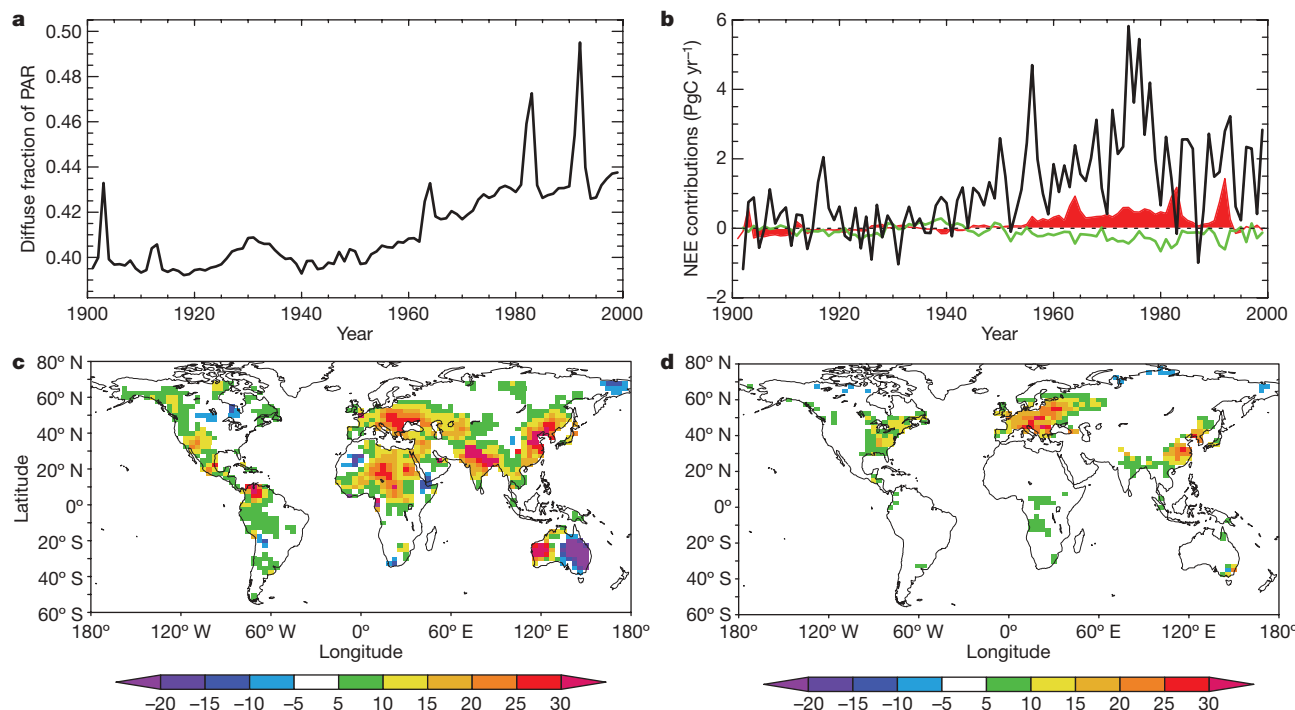 a
0.50
0.48
0.46
0.44
0.42
0.40
Diffuse fraction of PAR
1900 1920 1940 1960 1980 2000
Year
b
6
4
2
0
−2
NEE contributions (PgC yr−1)
1901 1920 1940 1960 1980 1999
Year
c
80° N
60° N
40° N
20° N
0°
20° S
40° S
60° S
Latitude
180° 120° W 60° W 0° 60° E 120° E 180°
Longitude
−20 −15 −10 −5 5 10 15 20 25 30
d
80° N
60° N
40° N
20° N
0°
20° S
40° S
60° S
180° 120° W 60° W 0° 60° E 120° E 180°
Longitude
−20 −15 −10 −5 5 10 15 20 25 30